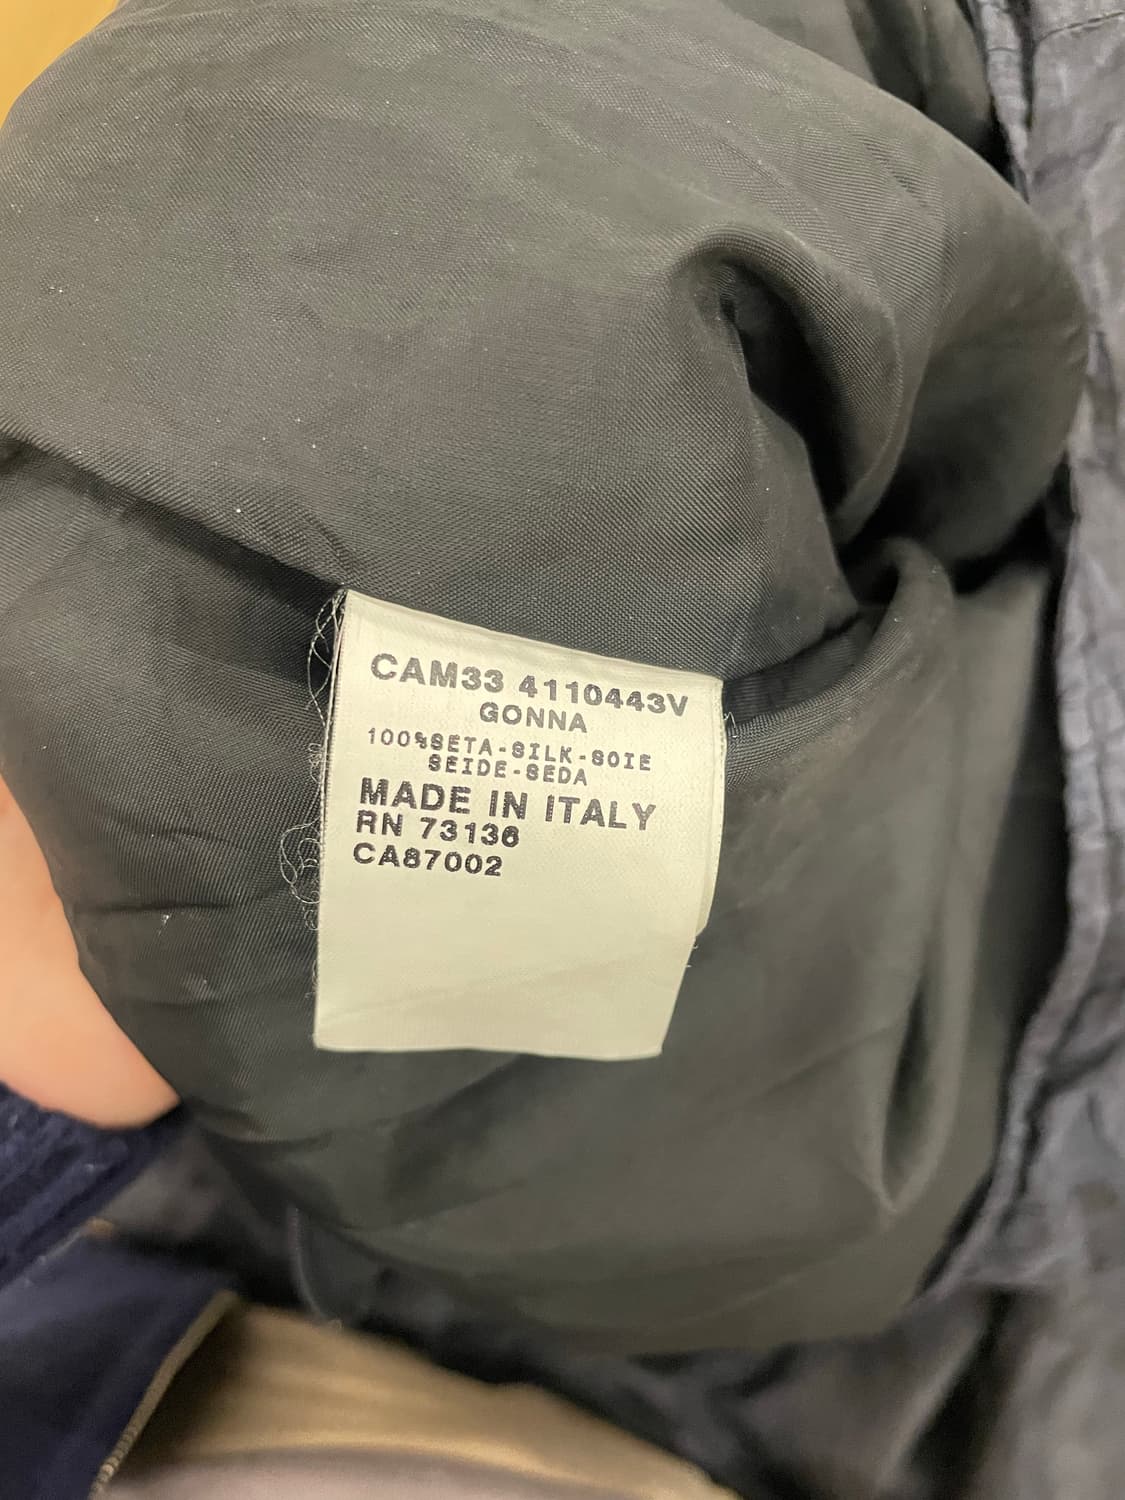 CAM33 4110443V
GONNA
100%SETA-SILK-SOIE
SEIDE-SEDA
MADE IN ITALY
RN 73136
CA87002